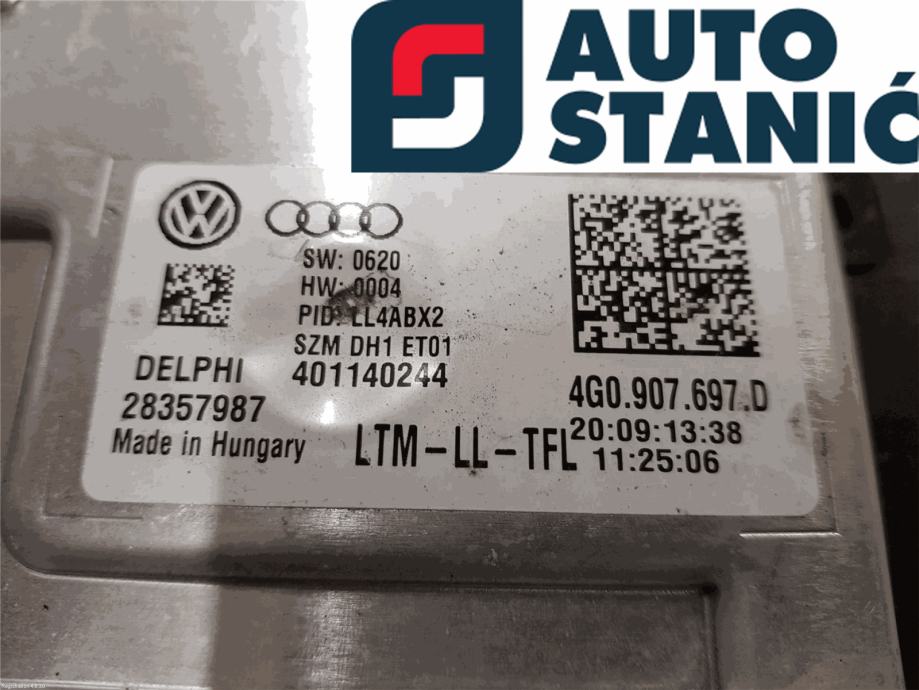 AUTO
STANIĆ
SW: 0620
HW: 0004
PID: LL4ABX2
SZM DH1 ET01
401140244
DELPHI
28357987
Made in Hungary
LTM-LL-TFL
4G0.907.697.D
20:09:13:38
11:25:06